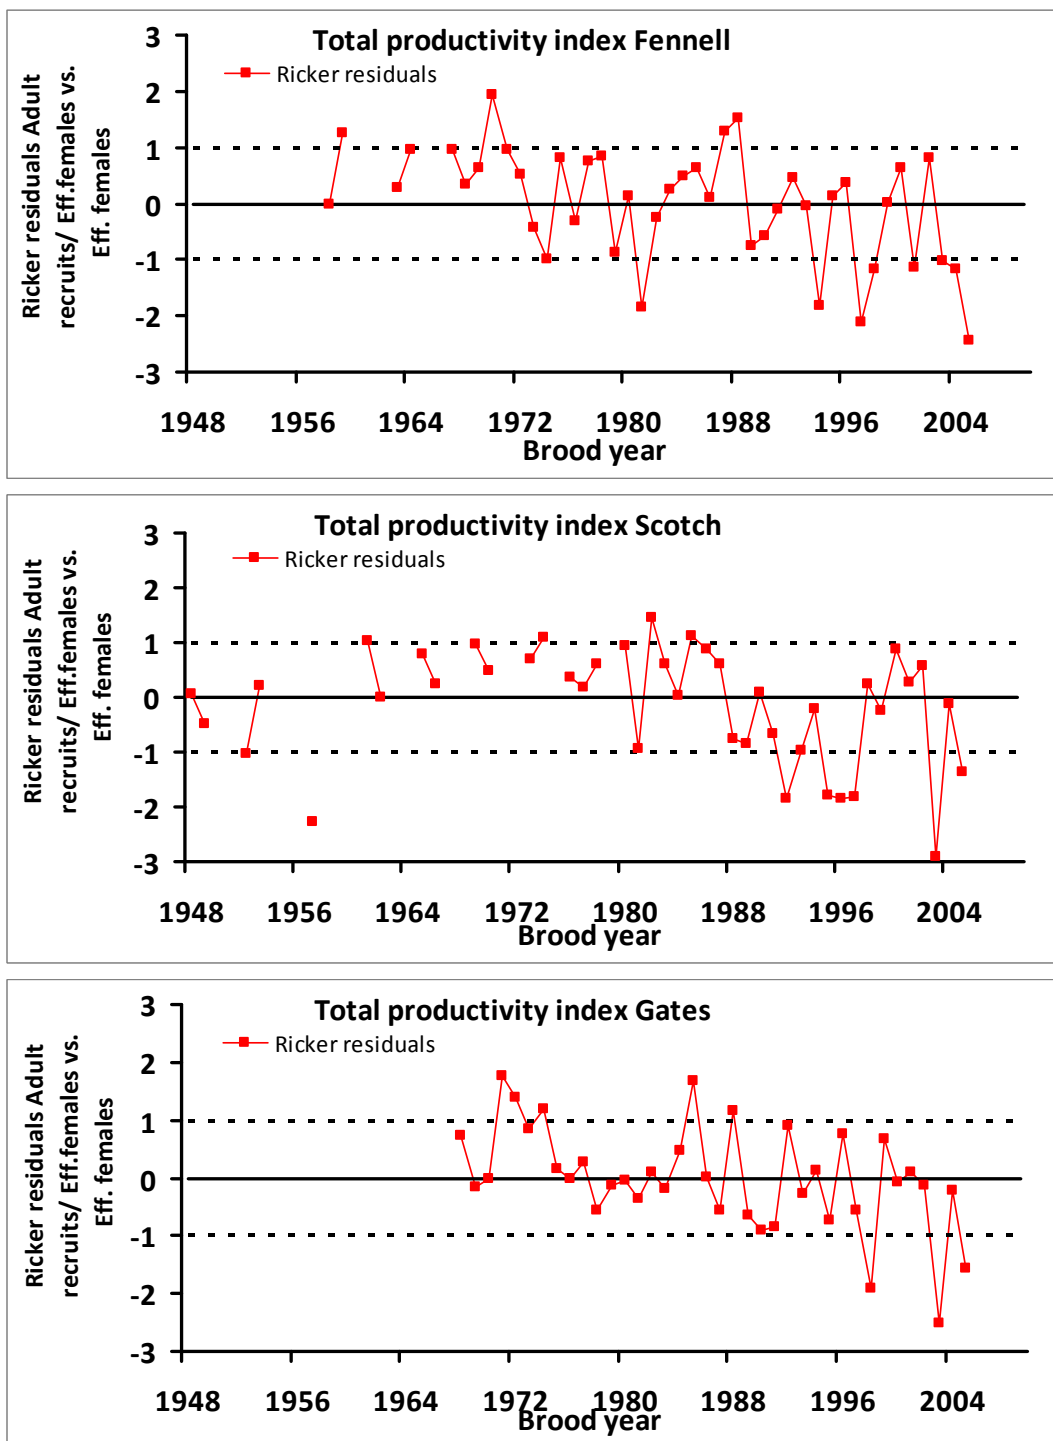 Total productivity index Fennell
Ricker residuals
Ricker residuals Adult
recruits/ Eff.females vs.
Eff. females
3
2
1
0
-1
-2
-3
1948 1956 1964 1972 1980 1988 1996 2004
Brood year
Total productivity index Scotch
Ricker residuals
Ricker residuals Adult
recruits/ Eff.females vs.
Eff. females
3
2
1
0
-1
-2
-3
1948 1956 1964 1972 1980 1988 1996 2004
Brood year
Total productivity index Gates
Ricker residuals
Ricker residuals Adult
recruits/ Eff.females vs.
Eff. females
3
2
1
0
-1
-2
-3
1948 1956 1964 1972 1980 1988 1996 2004
Brood year